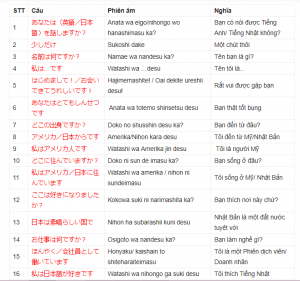 STT Câu Phiên âm Nghĩa
1 あなたは（英語／日本語）を話しますか？ Anata wa eigo/nihongo wo hanashimasu ka? Bạn có nói được Tiếng Anh/ Tiếng Nhật không?
2 少しだけ Sukoshi dake Một chút thôi
3 名前は何ですか？ Namae wa nandesu ka? Tên bạn là gì?
4 私は…です Watashi wa ... desu Tên tôi là...
5 はじめまして！／お会いできてうれしいです！ Hajimemashite! / Oai dekite ureshii desu! Rất vui được gặp bạn
6 あなたはとてもしんせつです Anata wa totemo shinsetsu desu Bạn thật tốt bụng
7 どこの出身ですか？ Doko no shusshin desu ka? Bạn đến từ đâu?
8 アメリカ／日本からです Amerika/Nihon kara desu Tôi đến từ Mỹ/Nhật Bản
9 私はアメリカ人です Watashi wa Amerika jin desu Tôi là người Mỹ
10 どこに住んでいますか？ Doko ni sun de imasu ka? Bạn sống ở đâu?
11 私はアメリカ／日本に住んでいます Watashi wa amerika / nihon ni sundeimasu Tôi sống ở Mỹ/ Nhật Bản
12 ここは好きになりましたか？ Kokowa suki ni narimashita ka? Bạn thích nơi này chứ?
13 日本は素晴らしい国です Nihon ha subarashii kuni desu Nhật Bản là một đất nước tuyệt vời
14 お仕事は何ですか？ Osigoto wa nandesu ka? Bạn làm nghề gì?
15 ほんやく／会社員として働いています Honyaku/ kaishain to shiteharaiteimasu Tôi là một Phiên dịch viên/ Doanh nhân
16 私は日本語が好きです Watashi wa nihongo ga suki desu Tôi thích Tiếng Nhật